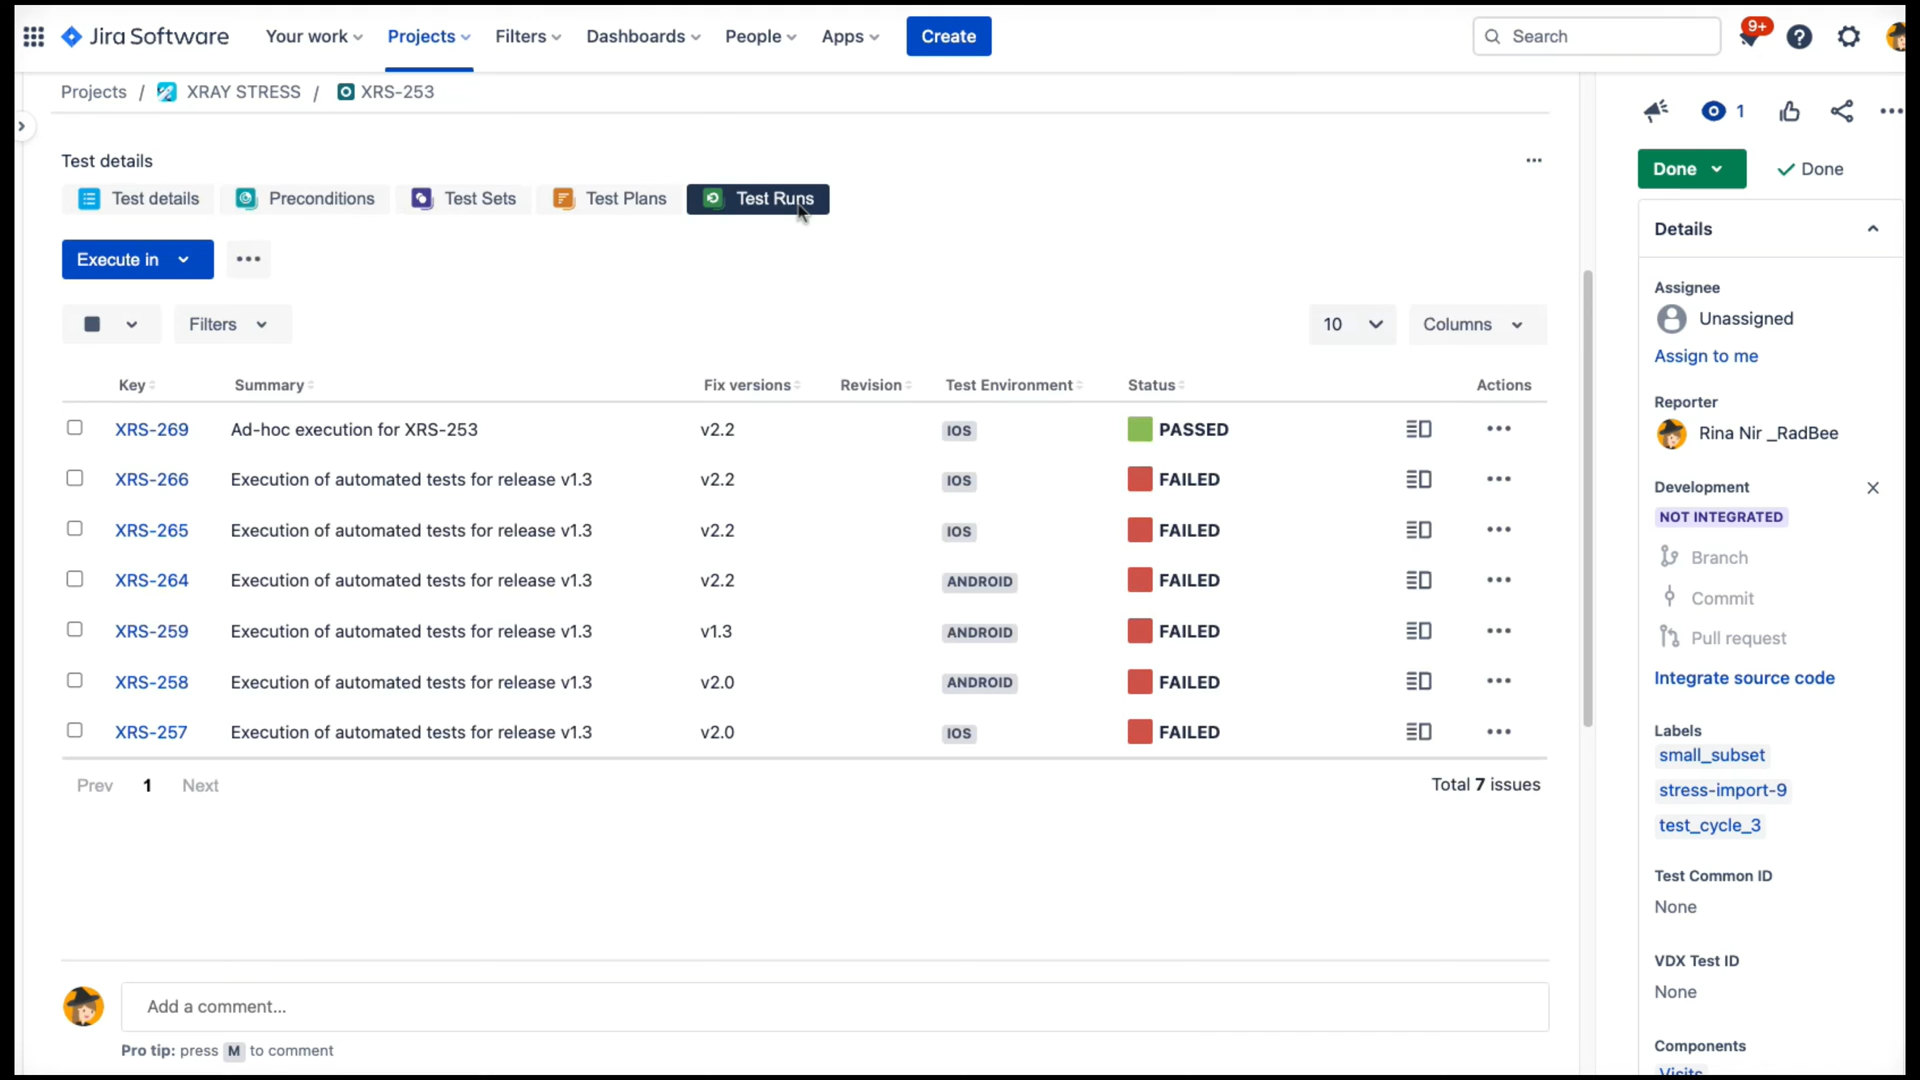 Jira Software Your work Projects Filters Dashboards People Apps Create Search 9+
Projects / XRAY STRESS / XRS-253
1
Test details
Done Done
Test details Preconditions Test Sets Test Plans Test Runs
Execute in
Filters 10 Columns
Key Summary Fix versions Revision Test Environment Status Actions
XRS-269 Ad-hoc execution for XRS-253 v2.2 IOS PASSED
XRS-266 Execution of automated tests for release v1.3 v2.2 IOS FAILED
XRS-265 Execution of automated tests for release v1.3 v2.2 IOS FAILED
XRS-264 Execution of automated tests for release v1.3 v2.2 ANDROID FAILED
XRS-259 Execution of automated tests for release v1.3 v1.3 ANDROID FAILED
XRS-258 Execution of automated tests for release v1.3 v2.0 ANDROID FAILED
XRS-257 Execution of automated tests for release v1.3 v2.0 IOS FAILED
Prev 1 Next Total 7 issues
Add a comment...
Pro tip: press M to comment
Details
Assignee
Unassigned
Assign to me
Reporter
Rina Nir _RadBee
Development
NOT INTEGRATED
Branch
Commit
Pull request
Integrate source code
Labels
small_subset
stress-import-9
test_cycle_3
Test Common ID
None
VDX Test ID
None
Components
Visits